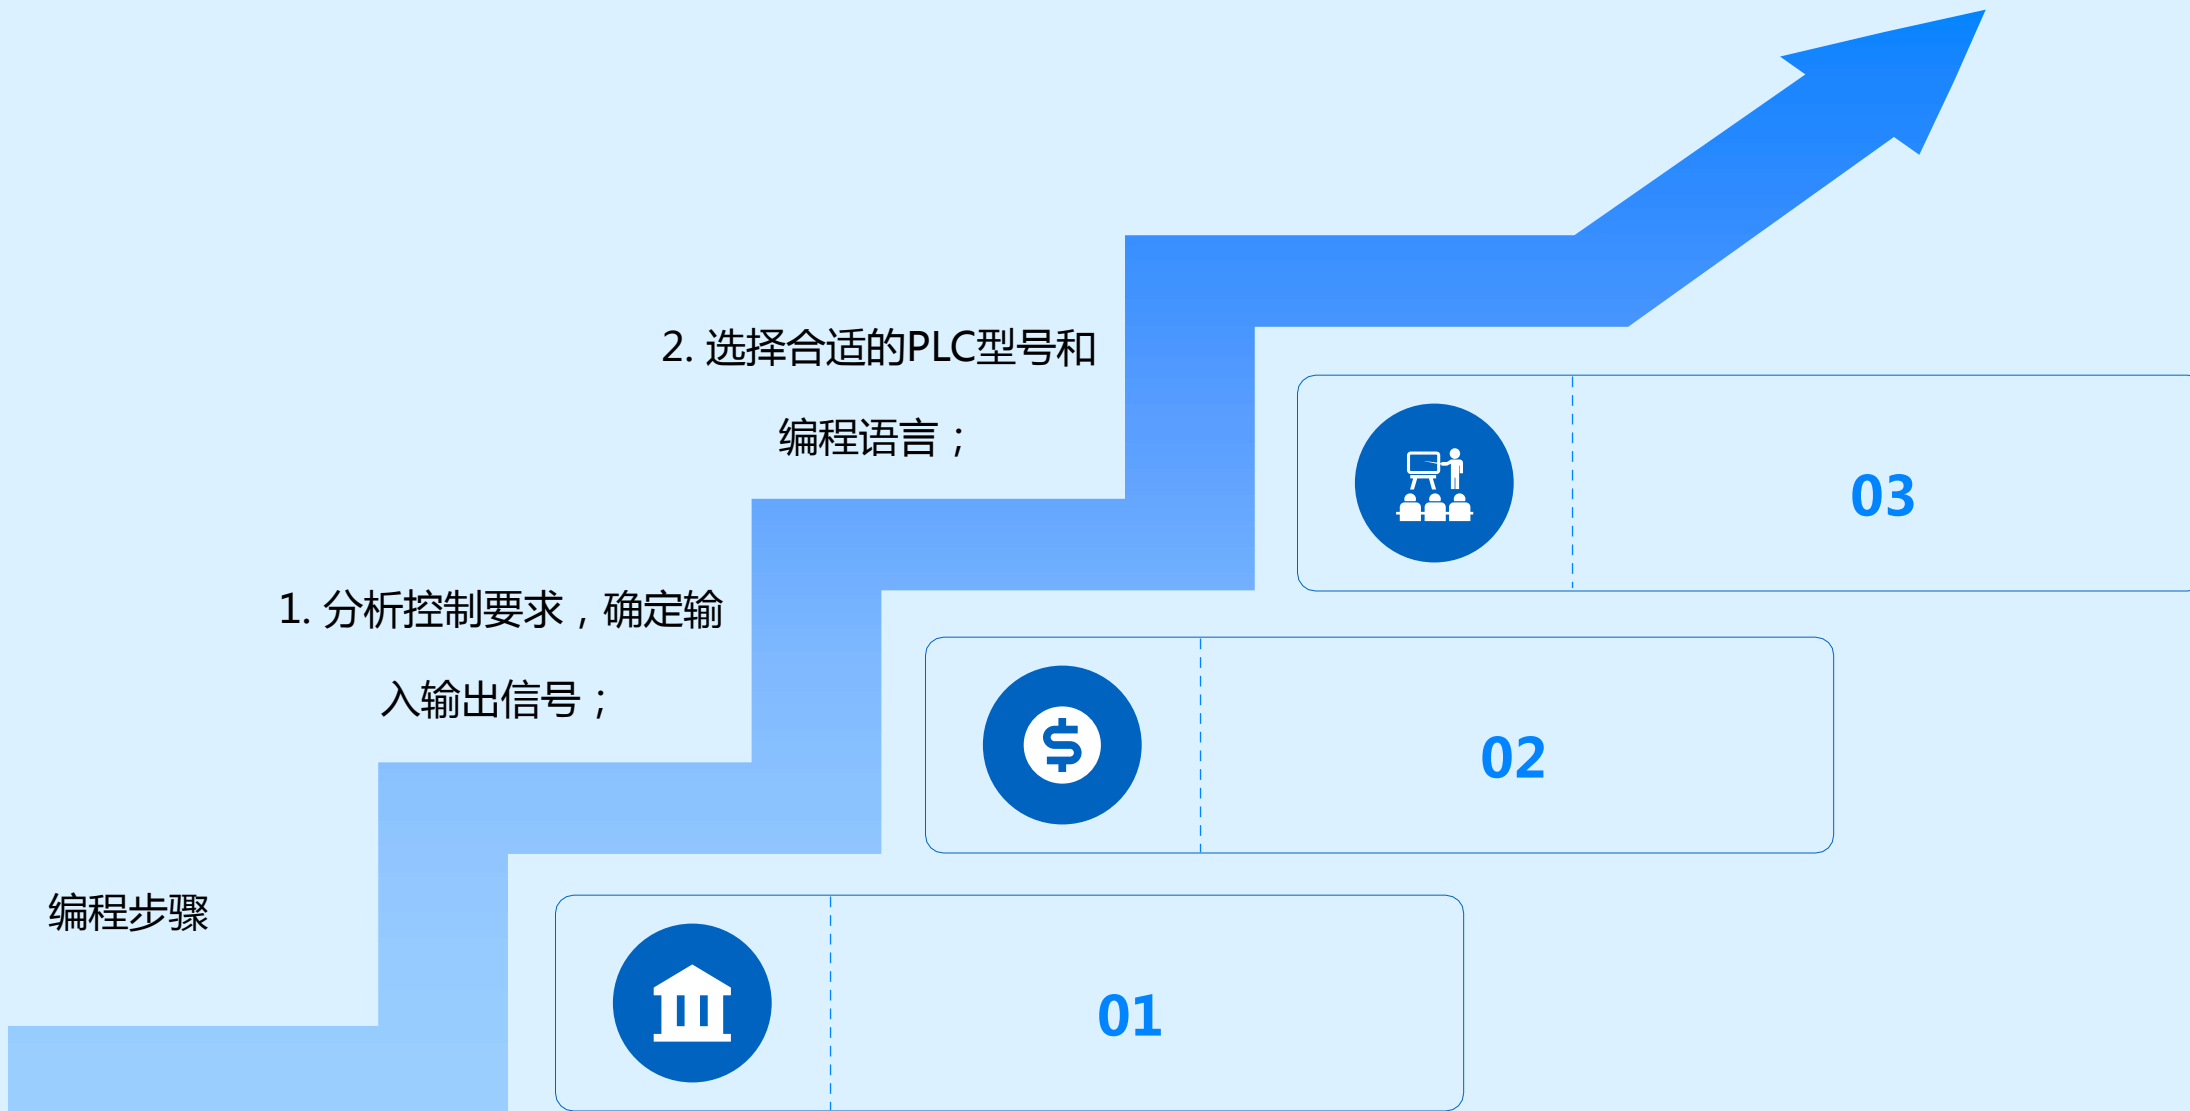 2. 选择合适的PLC型号和
编程语言；
03
1. 分析控制要求，确定输
入输出信号；
02
编程步骤
01